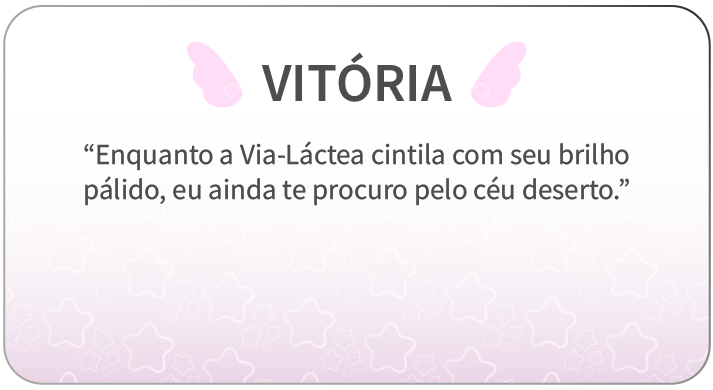 VITÓRIA
“Enquanto a Via-Láctea cintila com seu brilho
pálido, eu ainda te procuro pelo céu deserto.”